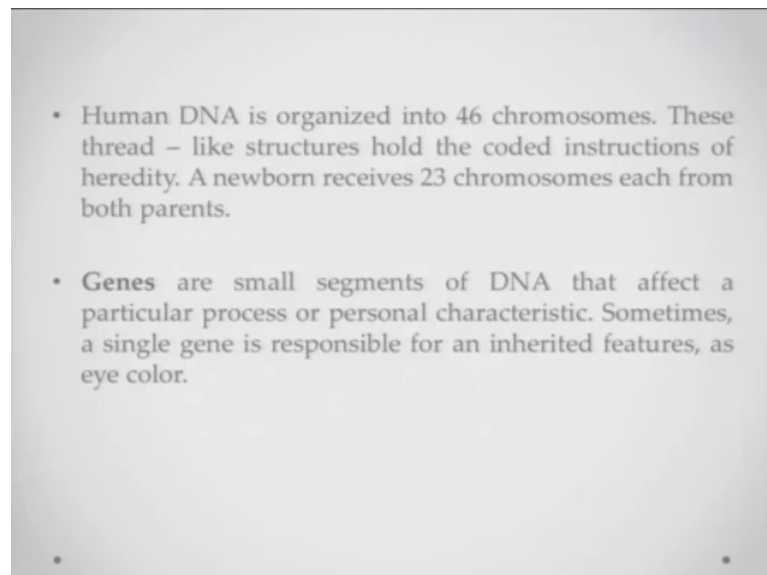 • Human DNA is organized into 46 chromosomes. These
thread – like structures hold the coded instructions of
heredity. A newborn receives 23 chromosomes each from
both parents.
• Genes are small segments of DNA that affect a
particular process or personal characteristic. Sometimes,
a single gene is responsible for an inherited features, as
eye color.